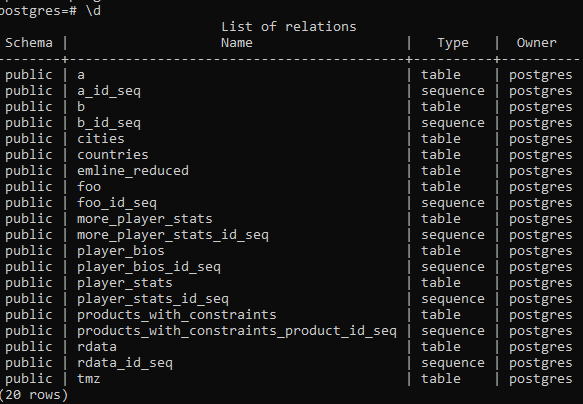 postgres=# \d
List of relations
Schema | Name | Type | Owner
--------+-------------------------------------+----------+----------
public | a | table | postgres
public | a_id_seq | sequence | postgres
public | b | table | postgres
public | b_id_seq | sequence | postgres
public | cities | table | postgres
public | countries | table | postgres
public | emline_reduced | table | postgres
public | foo | table | postgres
public | foo_id_seq | sequence | postgres
public | more_player_stats | table | postgres
public | more_player_stats_id_seq | sequence | postgres
public | player_bios | table | postgres
public | player_bios_id_seq | sequence | postgres
public | player_stats | table | postgres
public | player_stats_id_seq | sequence | postgres
public | products_with_constraints | table | postgres
public | products_with_constraints_product_id_seq | sequence | postgres
public | rdata | table | postgres
public | rdata_id_seq | sequence | postgres
public | tmz | table | postgres
(20 rows)